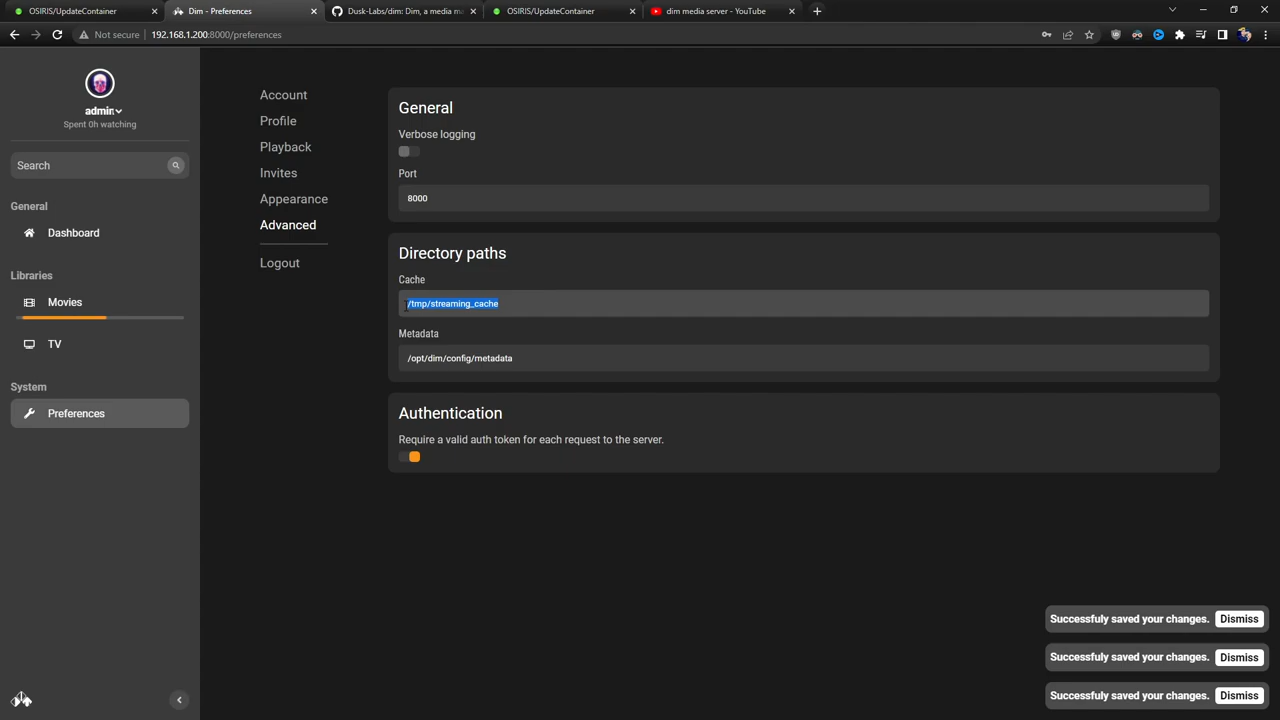 OSIRIS/UpdateContainer
Dim - Preferences
Dusk-Labs/dim: Dim, a media ma
OSIRIS/UpdateContainer
dim media server - YouTube
Not secure
192.168.1.200:8000/preferences
admin
Spent 0h watching
Search
General
Dashboard
Libraries
Movies
TV
System
Preferences
Account
Profile
Playback
Invites
Appearance
Advanced
Logout
General
Verbose logging
Port
8000
Directory paths
Cache
/tmp/streaming_cache
Metadata
/opt/dim/config/metadata
Authentication
Require a valid auth token for each request to the server.
Successfuly saved your changes. Dismiss
Successfuly saved your changes. Dismiss
Successfuly saved your changes. Dismiss